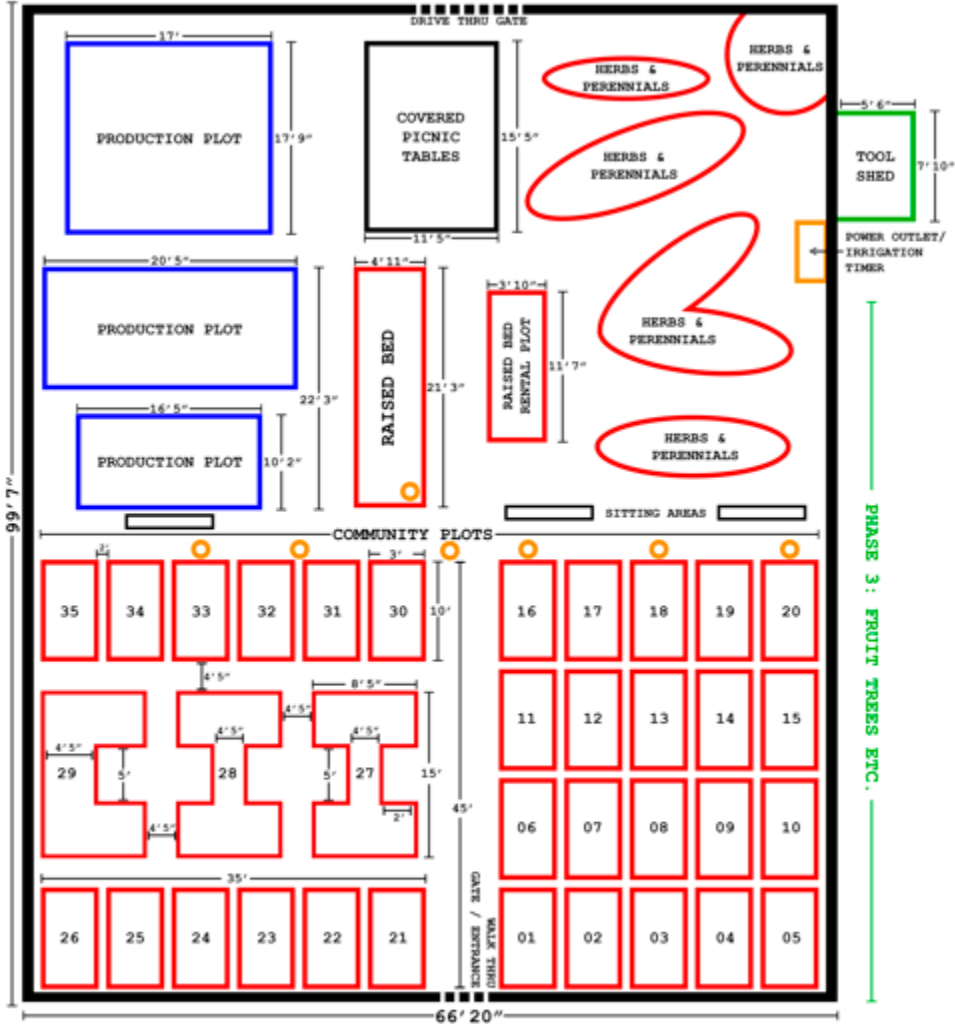 DRIVE THRU GATE
17'
PRODUCTION PLOT
17'9"
COVERED
PICNIC
TABLES
15'5"
11'5"
HERBS &
PERENNIALS
HERBS &
PERENNIALS
HERBS &
PERENNIALS
5'6"
TOOL
SHED
7'10"
POWER OUTLET/
IRRIGATION
TIMER
20'5"
PRODUCTION PLOT
22'3"
4'11"
RAISED BED
21'3"
3'10"
RAISED BED
RENTAL PLOT
11'7"
HERBS &
PERENNIALS
16'5"
PRODUCTION PLOT
10'2"
HERBS &
PERENNIALS
SITTING AREAS
99'7"
COMMUNITY PLOTS
PHASE 3: FRUIT TREES ETC.
2'
3'
35 34 33 32 31 30
10'
16 17 18 19 20
4'5"
8'5"
4'5"
11 12 13 14 15
4'5"
4'5"
4'5"
29
5'
28
5'
27
15'
2'
4'5"
45'
06 07 08 09 10
35'
26 25 24 23 22 21
WALK THRU
GATE / ENTRANCE
01 02 03 04 05
66'20"